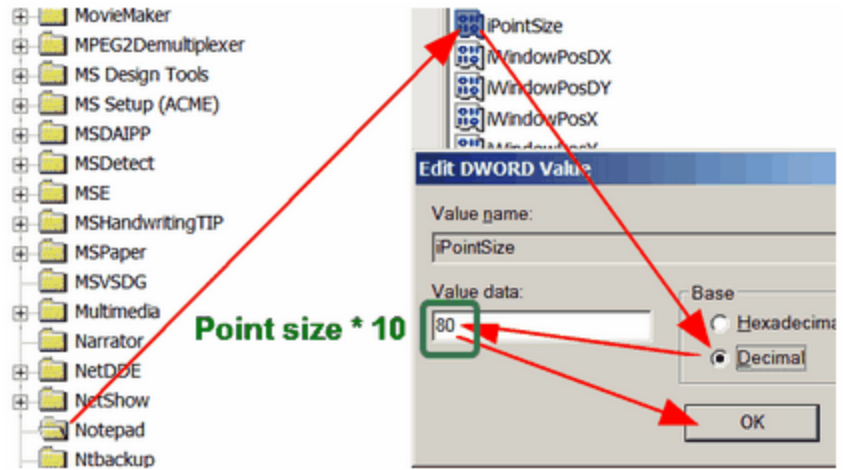 MovieMaker
MPEG2Demultiplexer
MS Design Tools
MS Setup (ACME)
MSDAIPP
MSDetect
MSE
MSHandwritingTIP
MSPaper
MSVSDG
Multimedia
Narrator
NetDDE
NetShow
Notepad
Ntbackup
Point size * 10
iPointSize
iWindowPosDX
iWindowPosDY
iWindowPosX
iWindowPosY
Edit DWORD Value
Value name:
iPointSize
Value data:
80
Base
Hexadecima
Decimal
OK